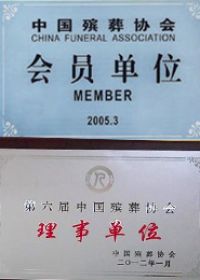 中国殡葬协会
CHINA FUNERAL ASSOCIATION
会员单位
MEMBER
2005.3
第六届中国殡葬协会
理事单位
中国殡葬协会
二〇一二年一月